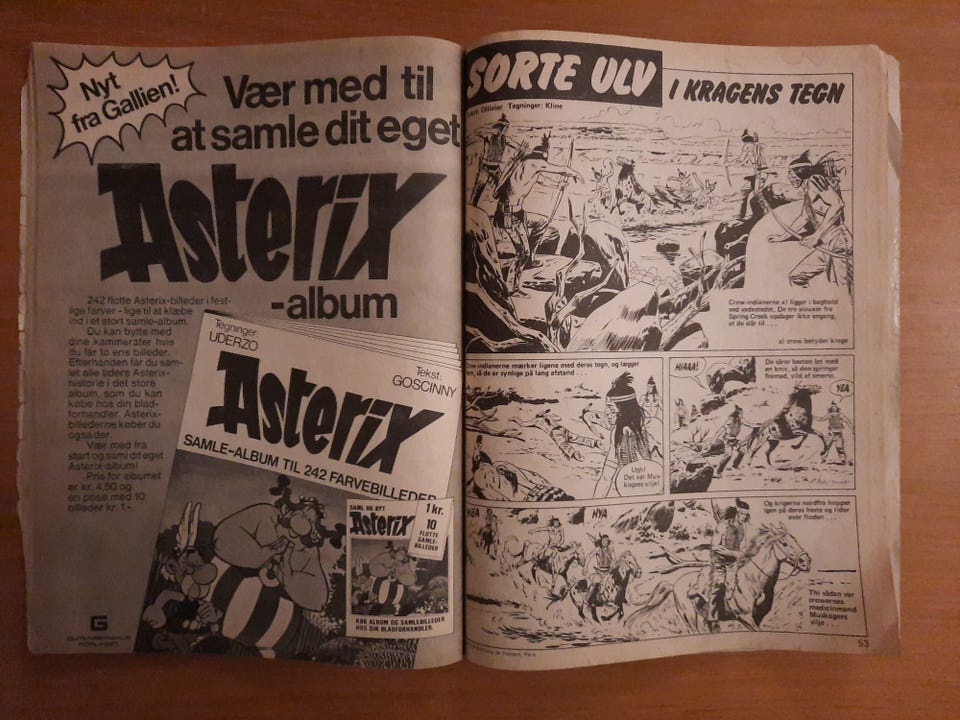 Nyt
fra Gallien!
Vær med til
at samle dit eget
Asterix
-album
242 flotte Asterix-billeder i fest-
lige farver - lige til at klæbe
ind i et stort samle-album.
Du kan bytte med
dine kammerater hvis
du får to ens billeder.
Efterhånden får du sam-
let alle tiders Asterix-
historie i det store
album, som du kan
købe hos din blad-
forhandler. Asterix-
billederne køber du
også der.
Vær med fra
start og saml dit eget
Asterix-album!
Pris for albumet
er kr. 4,50 og
en pose med 10
billeder kr. 1,-.
Tegninger:
UDERZO
Tekst:
GOSCINNY
Asterix
SAMLE-ALBUM TIL 242 FARVEBILLEDER
SAML OG BYT
Asterix
1 kr.
10
FLOTTE
SAMLE-
BILLEDER
KØB ALBUM OG SAMLEBILLEDER
HOS DIN BLADFORHANDLER.
G
FORLAGET
SORTE ULV
I KRAGENS TEGN
Ollivier Tegninger: Kline
Crow-indianerne x) ligger i baghold
ved vadestedet. De tre siouxer fra
Spring Creek opdager ikke engang,
at de slår til ...
x) crow betyder krage
Crow-indianerne mærker ligene med deres tegn, og lægger
så de er synlige på lang afstand ...
Ugh!
Det var Mus-
kogees vilje!
HIAAA!
De sårer hesten let med
en kniv, så den springer
fremad, vild af smerte.
YEA
HYA
Og krigerne nordfra hopper
igen på deres heste og rider
over floden ...
Thi sådan var
crowernes
medicinmand
Muskogees
vilje ...
53